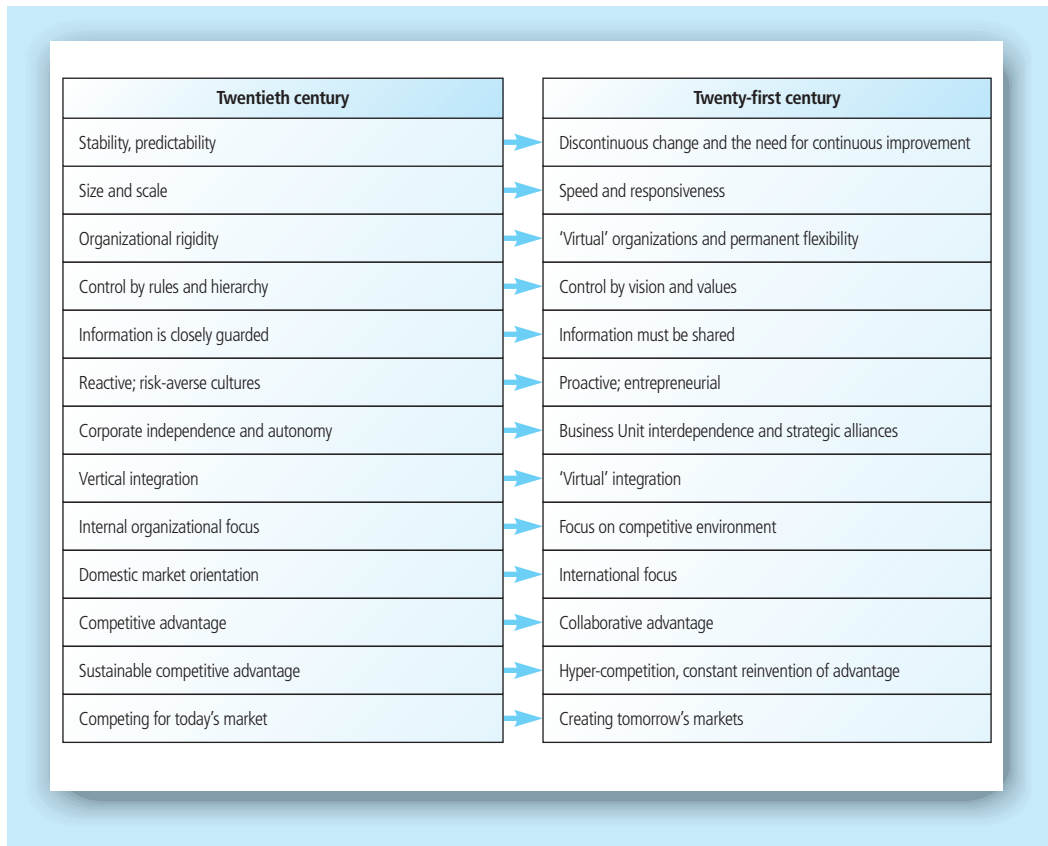 Twentieth century
Twenty-first century
Stability, predictability
Discontinuous change and the need for continuous improvement
Size and scale
Speed and responsiveness
Organizational rigidity
‘Virtual’ organizations and permanent flexibility
Control by rules and hierarchy
Control by vision and values
Information is closely guarded
Information must be shared
Reactive; risk-averse cultures
Proactive; entrepreneurial
Corporate independence and autonomy
Business Unit interdependence and strategic alliances
Vertical integration
‘Virtual’ integration
Internal organizational focus
Focus on competitive environment
Domestic market orientation
International focus
Competitive advantage
Collaborative advantage
Sustainable competitive advantage
Hyper-competition, constant reinvention of advantage
Competing for today’s market
Creating tomorrow’s markets